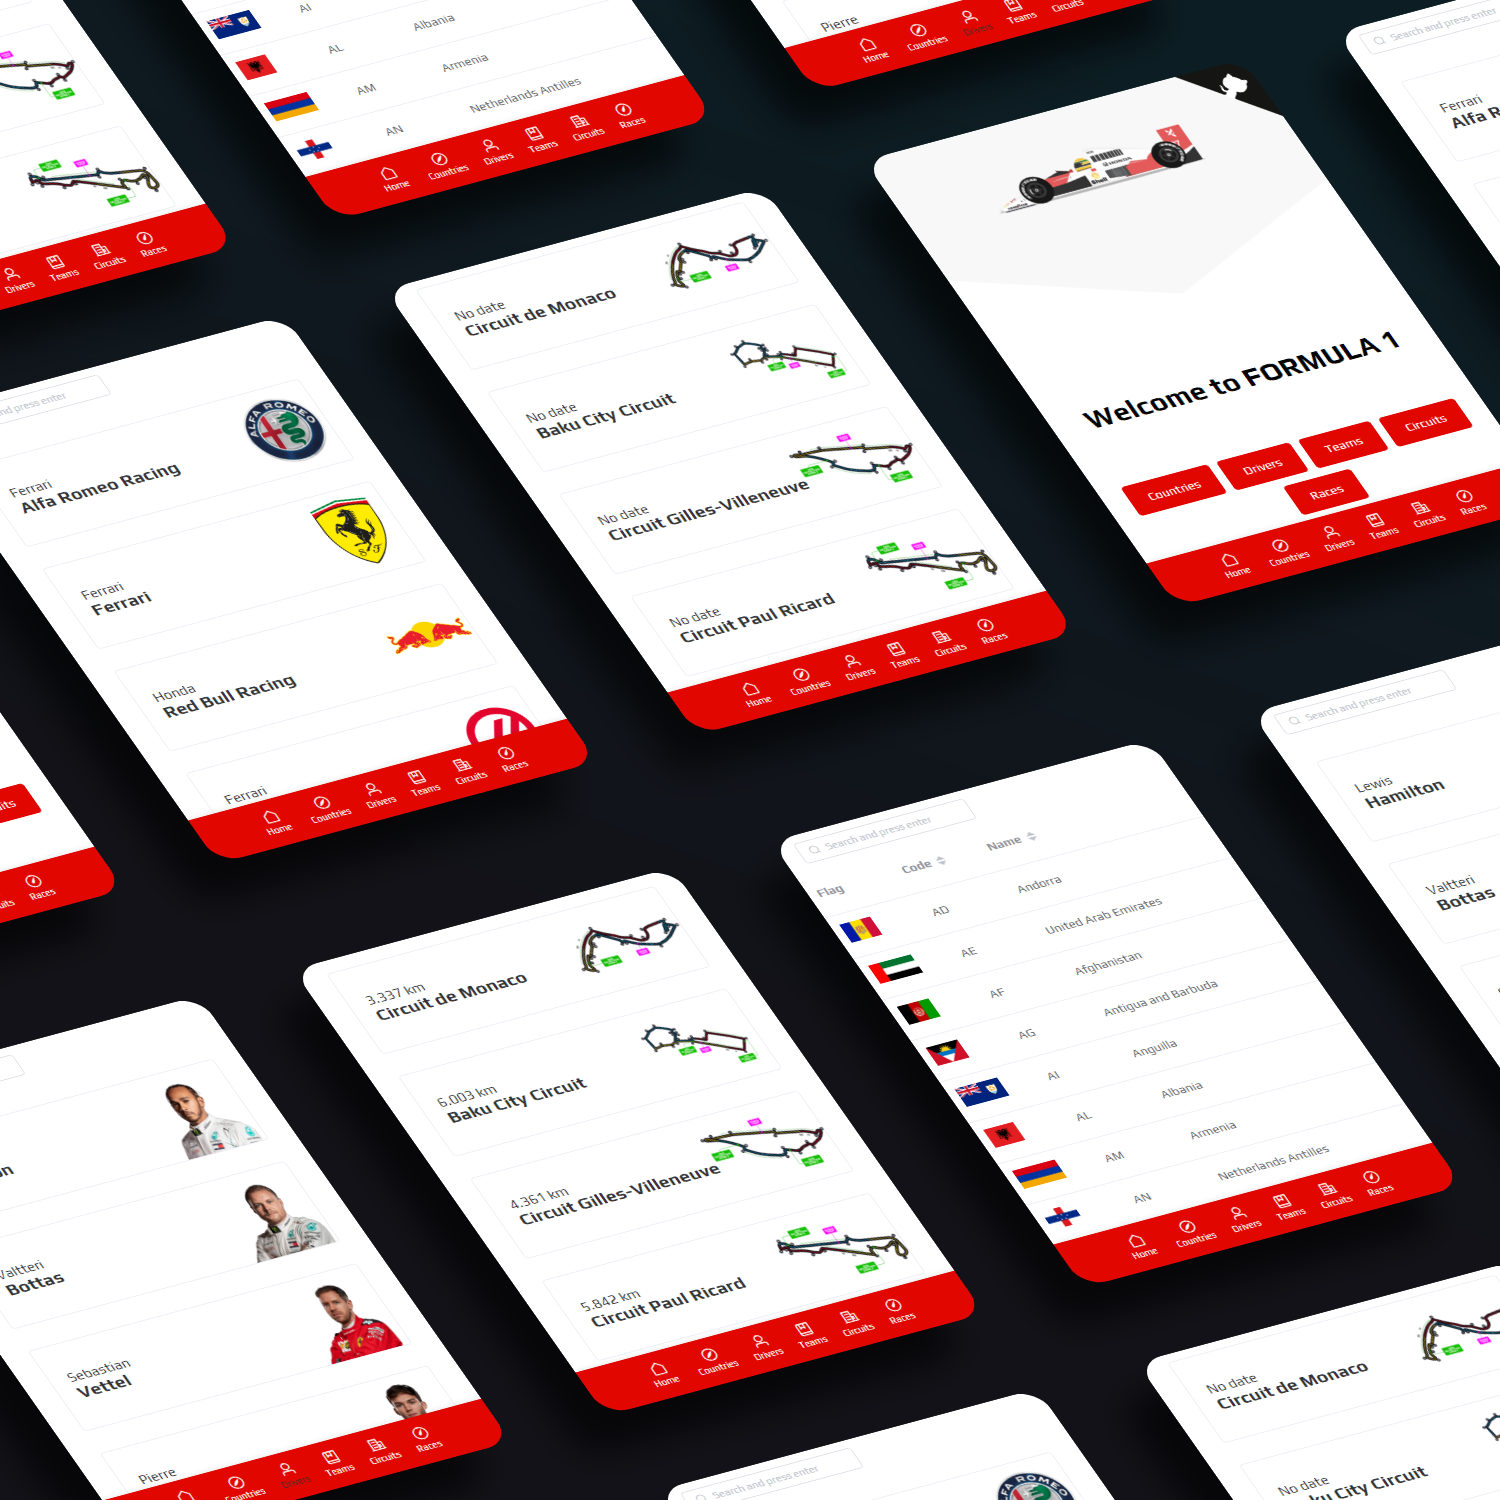 AI
AL
Albania
AM
Armenia
AN
Netherlands Antilles
Home
Countries
Drivers
Teams
Circuits
Races
Pierre
Home
Countries
Drivers
Teams
Circuits
Drivers
Teams
Circuits
Races
Search and press enter
Ferrari
Welcome to FORMULA 1
Countries
Drivers
Teams
Circuits
Races
Home
Countries
Drivers
Teams
Circuits
Races
No date
Circuit de Monaco
No date
Baku City Circuit
No date
Circuit Gilles-Villeneuve
No date
Circuit Paul Ricard
Home
Countries
Drivers
Teams
Circuits
Races
and press enter
ALFA ROMEO
Ferrari
Alfa Romeo Racing
Ferrari
Ferrari
Honda
Red Bull Racing
Ferrari
Home
Countries
Drivers
Teams
Circuits
Races
Races
Search and press enter
Flag
Code
Name
AD
Andorra
AE
United Arab Emirates
AF
Afghanistan
AG
Antigua and Barbuda
AI
Anguilla
AL
Albania
AM
Armenia
AN
Netherlands Antilles
Home
Countries
Drivers
Teams
Circuits
Races
Search and press enter
Lewis
Hamilton
Valtteri
Bottas
3.337 km
Circuit de Monaco
6.003 km
Baku City Circuit
4.361 km
Circuit Gilles-Villeneuve
5.842 km
Circuit Paul Ricard
Home
Countries
Drivers
Teams
Circuits
Races
Valtteri
Bottas
Sebastian
Vettel
Pierre
Countries
Drivers
Teams
Circuits
Races
Search and press enter
ALFA ROMEO
No date
Circuit de Monaco
No date
Baku City Circuit